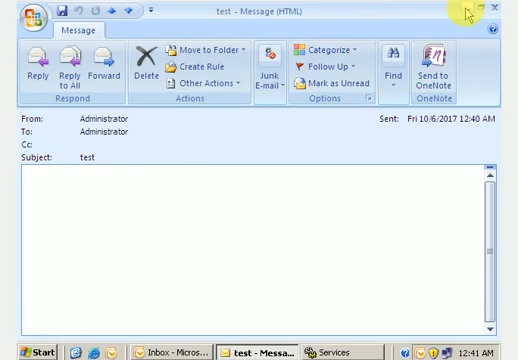 test - Message (HTML)
Message
Reply
Reply to All
Forward
Respond
Delete
Move to Folder
Create Rule
Other Actions
Actions
Junk E-mail
Categorize
Follow Up
Mark as Unread
Options
Find
Send to OneNote
OneNote
From: Administrator
Sent: Fri 10/6/2017 12:40 AM
To: Administrator
Cc:
Subject: test
Start
Inbox - Micros...
test - Messa...
Services
12:41 AM